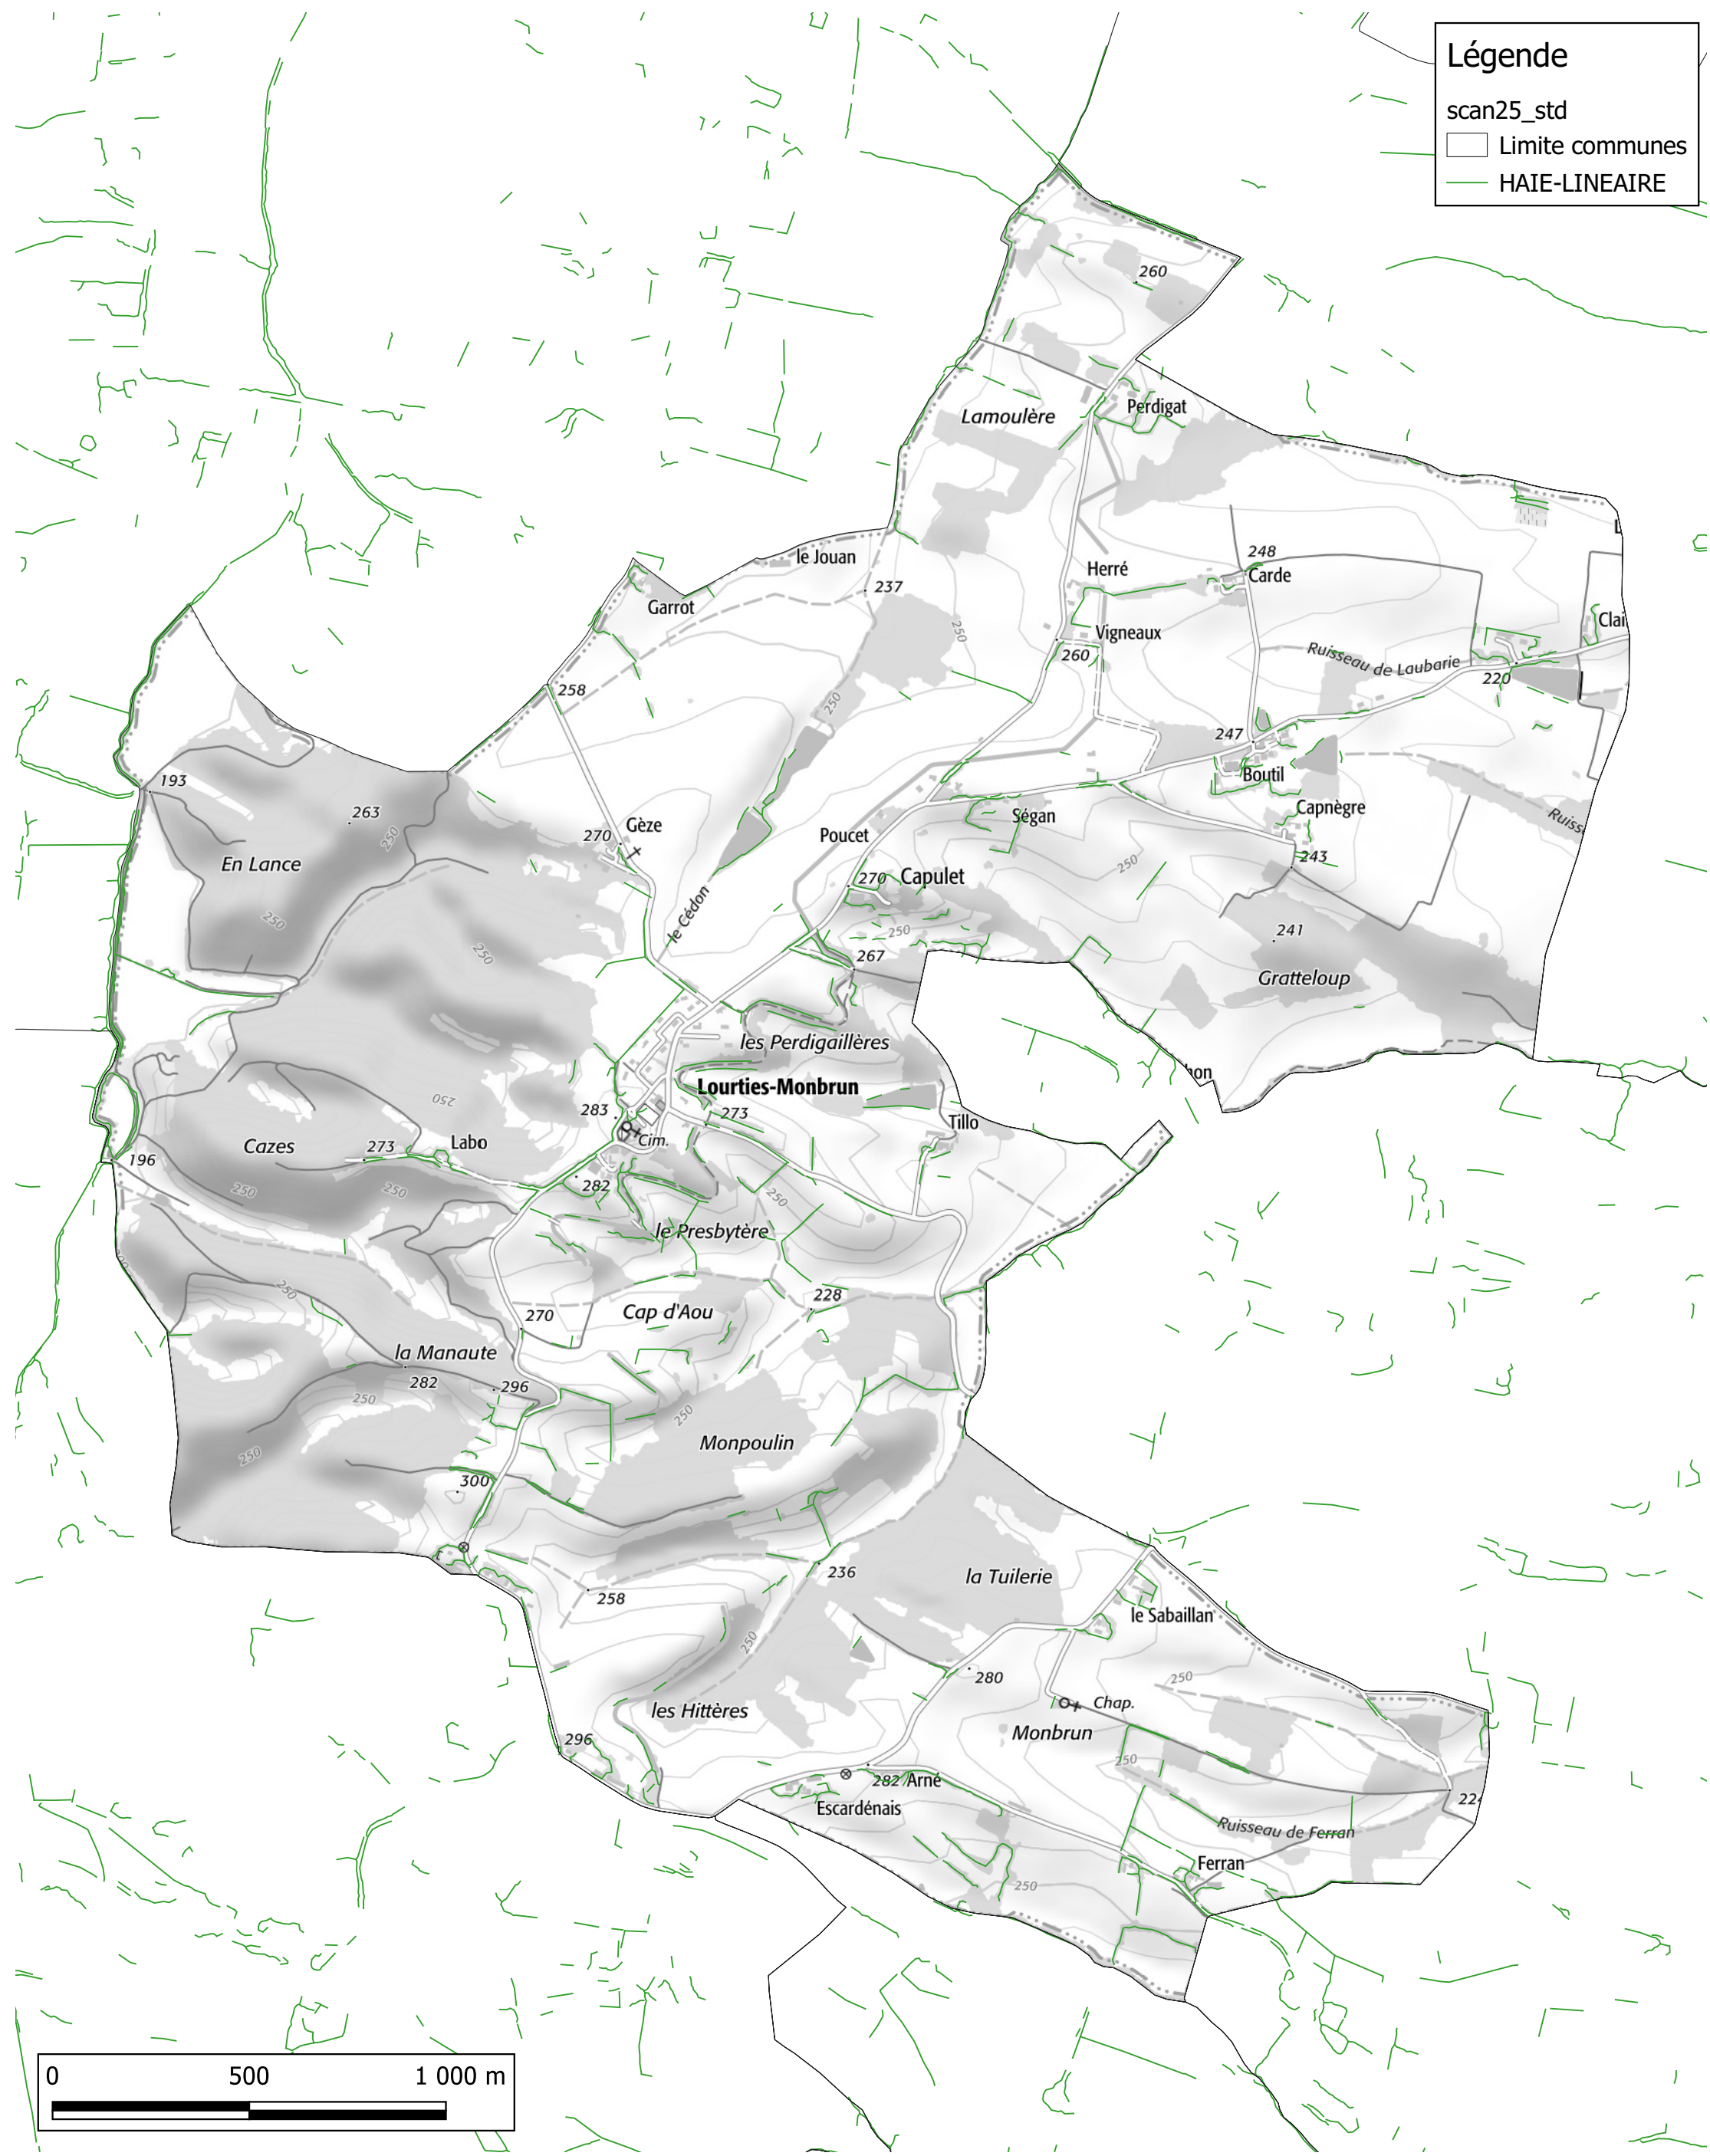 Légende
scan25_std
Limite communes
HAIE-LINEAIRE
260
Perdigat
Lamoulère
le Jouan
248
Herré
Carde
237
Garrot
Clai
250
Vigneaux
260
Ruisseau de Laubarie
220
258
250
247
Boutil
193
263
250
Capnègre
Ségan
Ruiss
Gèze
270
Poucet
243
En Lance
250
270
Capulet
250
le Cédon
250
241
250
267
Gratteloup
les Perdigaillères
hon
Lourties-Monbrun
250
283
273
Tillo
Cim.
Cazes
273
Labo
196
282
250
250
250
le Presbytère
250
228
270
Cap d'Aou
la Manaute
282
296
250
250
Monpoulin
250
300
236
la Tuilerie
258
le Sabaillan
250
280
250
les Hittères
Chap.
Monbrun
296
250
282
Arné
Escardénais
224
Ruisseau de Ferran
Ferran
250
0
500
1 000 m